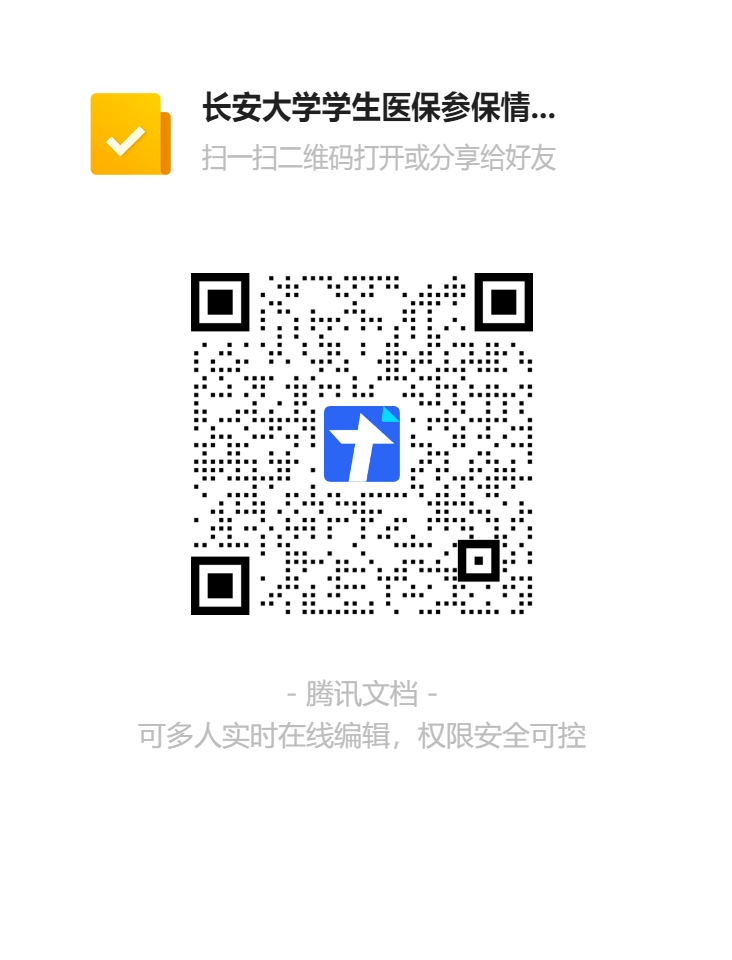 长安大学学生医保参保情...
扫一扫二维码打开或分享给好友
- 腾讯文档 -
可多人实时在线编辑，权限安全可控